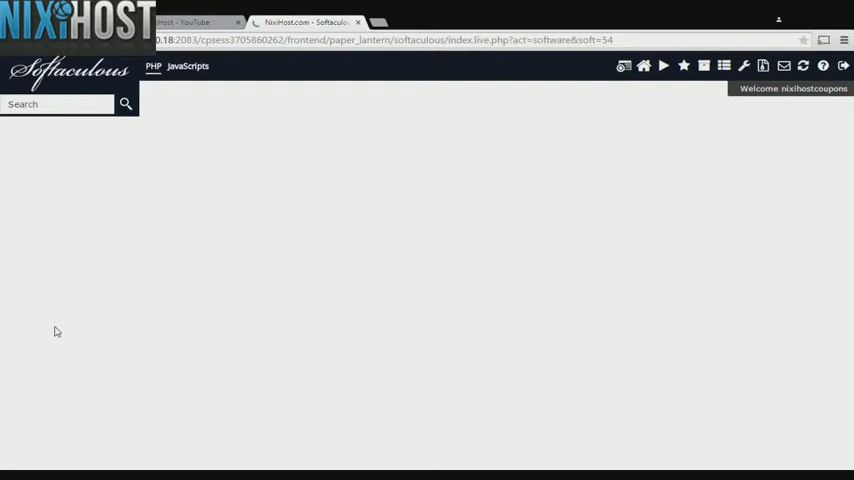 NIXIHOST
Host - YouTube
NixiHost.com - Softaculou
0.18:2083/cpsess3705860262/frontend/paper_lantern/softaculous/index.live.php?act=software&soft=54
Softaculous
PHP JavaScripts
Search
Welcome nixihostcoupons